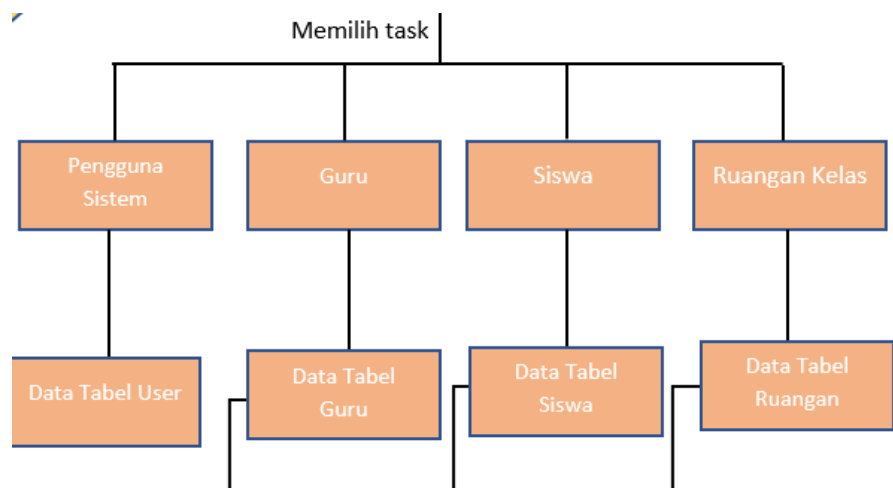 Memilih task
Pengguna
Sistem
Guru
Siswa
Ruangan Kelas
Data Tabel User
Data Tabel
Guru
Data Tabel
Siswa
Data Tabel
Ruangan